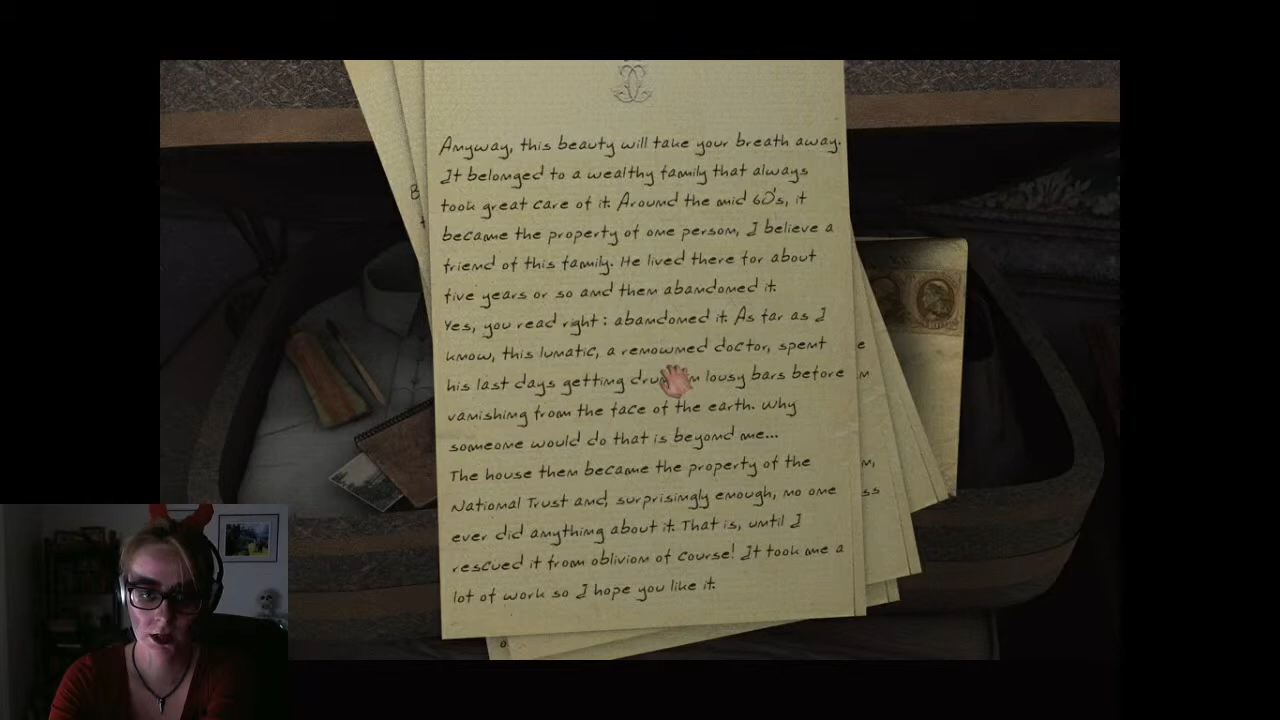 Anyway, this beauty will take your breath away.
It belonged to a wealthy family that always
took great care of it. Around the mid 60's, it
became the property of one person, I believe a
friend of this family. He lived there for about
five years or so and then abandoned it.
Yes, you read right: abandoned it. As far as I
know, this lunatic, a renowned doctor, spent
his last days getting lousy bars before
vanishing from the face of the earth. Why
someone would do that is beyond me...
The house then became the property of the
National Trust and, surprisingly enough, no one
ever did anything about it. That is, until I
rescued it from oblivion of course! It took me a
lot of work so I hope you like it.